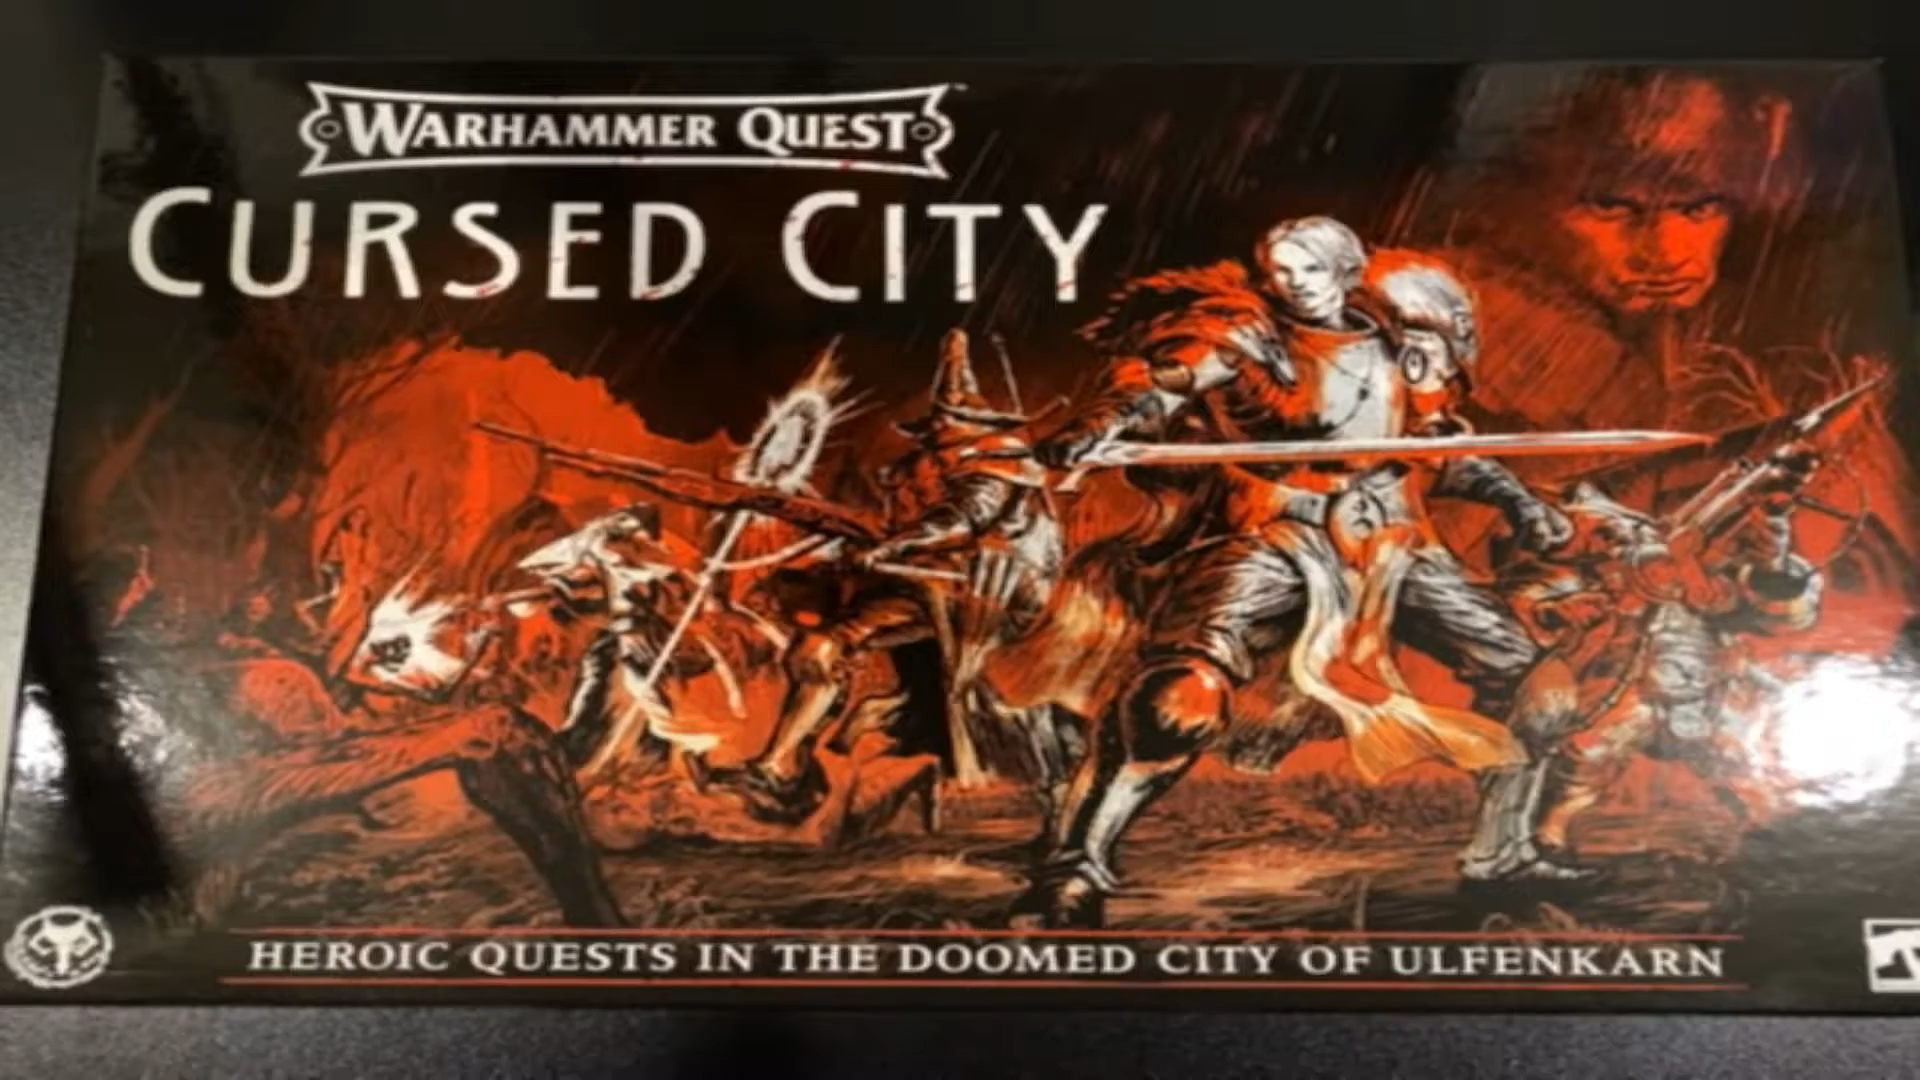 WARHAMMER QUEST
CURSED CITY
HEROIC QUESTS IN THE DOOMED CITY OF ULFENKARN